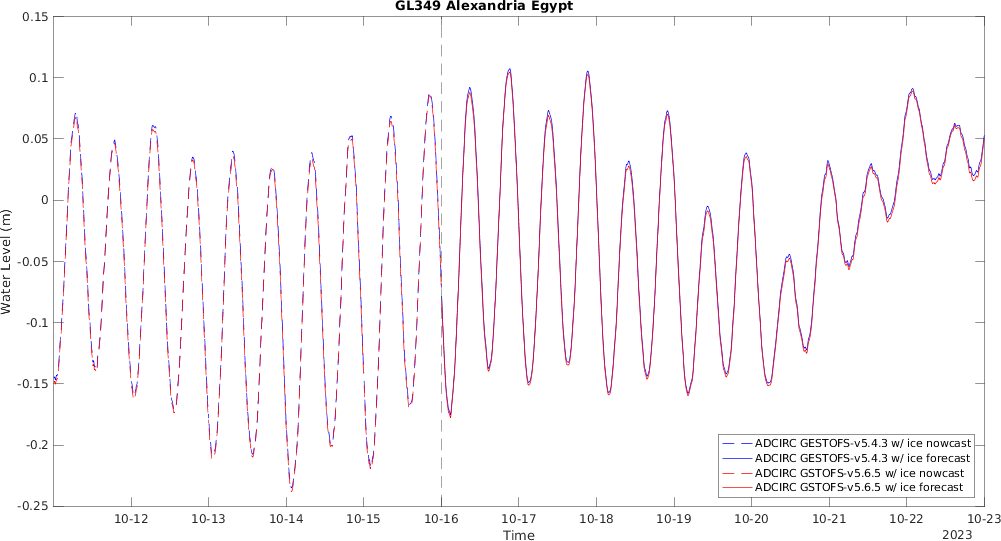 GL349 Alexandria Egypt
0.15
0.1
0.05
0
-0.05
-0.1
-0.15
-0.2
-0.25
Water Level (m)
ADCIRC GESTOFS-v5.4.3 w/ ice nowcast
ADCIRC GESTOFS-v5.4.3 w/ ice forecast
ADCIRC GSTOFS-v5.6.5 w/ ice nowcast
ADCIRC GSTOFS-v5.6.5 w/ ice forecast
10-12 10-13 10-14 10-15 10-16 10-17 10-18 10-19 10-20 10-21 10-22 10-23
Time
2023